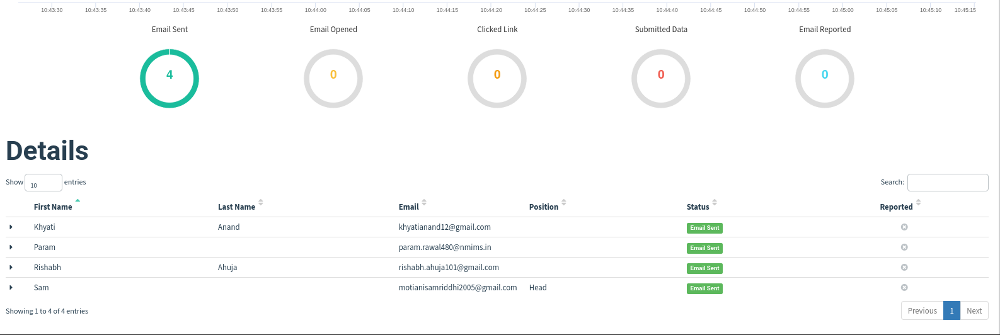 10:43:30 10:43:35 10:43:40 10:43:45 10:43:50 10:43:55 10:44:00 10:44:05 10:44:10 10:44:15 10:44:20 10:44:25 10:44:30 10:44:35 10:44:40 10:44:45 10:44:50 10:44:55 10:45:00 10:45:05 10:45:10 10:45:15
Email Sent Email Opened Clicked Link Submitted Data Email Reported
4 0 0 0 0
Details
Show 10 entries Search:
First Name Last Name Email Position Status Reported
Khyati Anand khyatianand12@gmail.com Email Sent
Param param.rawal480@nmims.in Email Sent
Rishabh Ahuja rishabh.ahuja101@gmail.com Email Sent
Sam motianisamriddhi2005@gmail.com Head Email Sent
Showing 1 to 4 of 4 entries Previous 1 Next